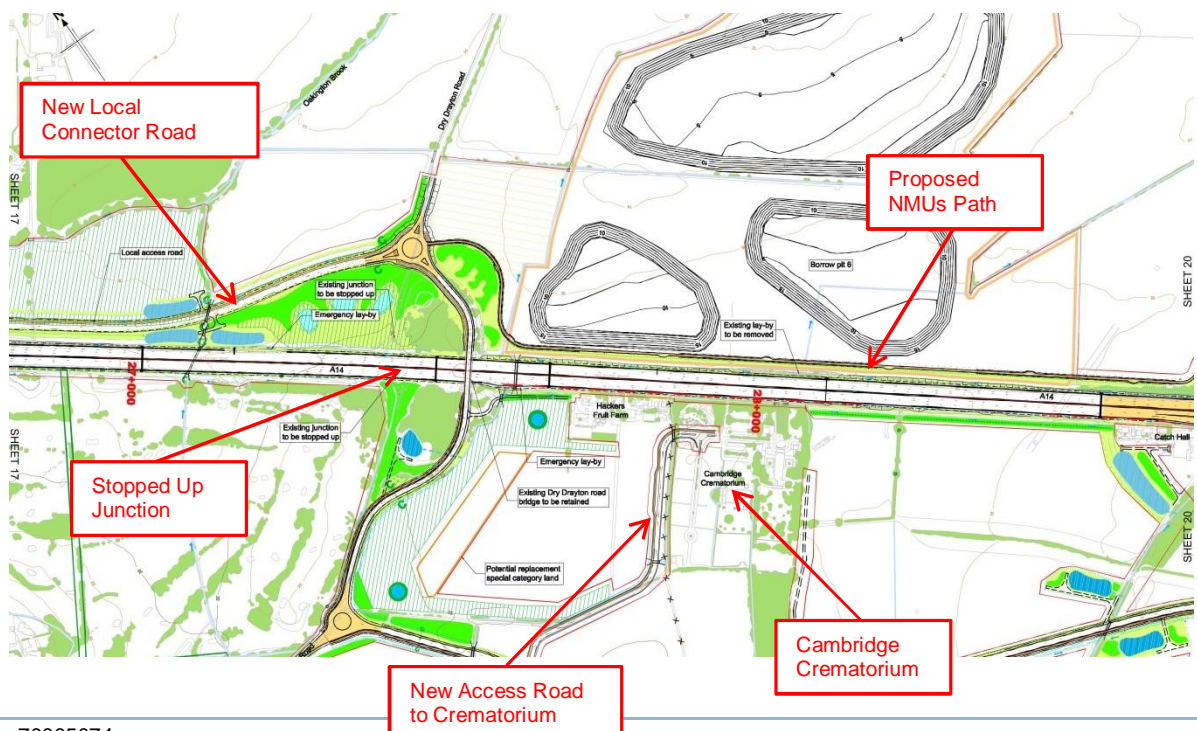 New Local
Connector Road
Oakington Brook
Dry Drayton Road
SHEET 17
Proposed
NMUs Path
Local access road
Existing junction
to be stopped up
Emergency lay-by
Borrow pit 6
Existing lay-by
to be removed
SHEET 20
27+000
A14
28+000
A14
Hackers
Fruit Farm
Catch Hall
SHEET 17
Existing junction
to be stopped up
Emergency lay-by
Cambridge
Crematorium
Stopped Up
Junction
Existing Dry Drayton road
bridge to be retained
SHEET 20
Potential replacement
special category land
Cambridge
Crematorium
New Access Road
to Crematorium